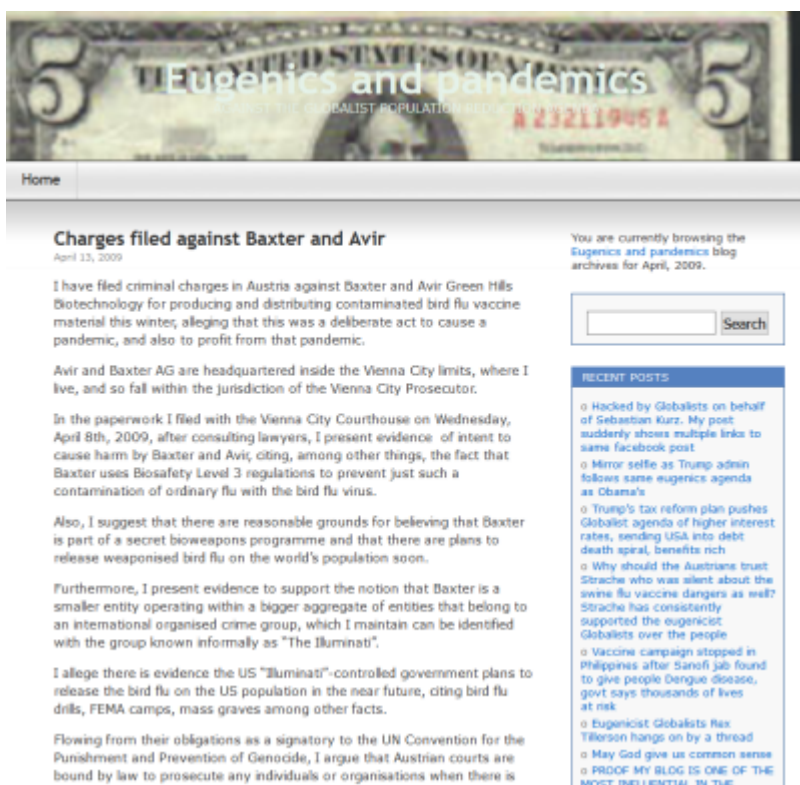 5 THE UNITED STATES OF AMERICA 5
Eugenics and pandemics
GLOBALIST POPULATION
A 23211946 A
Home
Charges filed against Baxter and Avir
April 13, 2009
I have filed criminal charges in Austria against Baxter and Avir Green Hills
Biotechnology for producing and distributing contaminated bird flu vaccine
material this winter, alleging that this was a deliberate act to cause a
pandemic, and also to profit from that pandemic.
Avir and Baxter AG are headquartered inside the Vienna City limits, where I
live, and so fall within the jurisdiction of the Vienna City Prosecutor.
In the paperwork I filed with the Vienna City Courthouse on Wednesday,
April 8th, 2009, after consulting lawyers, I present evidence of intent to
cause harm by Baxter and Avir, citing, among other things, the fact that
Baxter uses Biosafety Level 3 regulations to prevent just such a
contamination of ordinary flu with the bird flu virus.
Also, I suggest that there are reasonable grounds for believing that Baxter
is part of a secret bioweapons programme and that there are plans to
release weaponised bird flu on the world's population soon.
Furthermore, I present evidence to support the notion that Baxter is a
smaller entity operating within a bigger aggregate of entities that belong to
an international organised crime group, which I maintain can be identified
with the group known informally as "The Illuminati".
I allege there is evidence the US "Illuminati"-controlled government plans to
release the bird flu on the US population in the near future, citing bird flu
drills, FEMA camps, mass graves among other facts.
Flowing from their obligations as a signatory to the UN Convention for the
Punishment and Prevention of Genocide, I argue that Austrian courts are
bound by law to prosecute any individuals or organisations when there is
You are currently browsing the
Eugenics and pandemics blog
archives for April, 2009.
Search
RECENT POSTS
o Hacked by Globalists on behalf
of Sebastian Kurz. My post
suddenly shows multiple links to
same facebook post
o Mirror selfie as Trump admin
follows same eugenics agenda
as Obama's
o Trump's tax reform plan pushes
Globalist agenda of higher interest
rates, sending USA into debt
death spiral, benefits rich
o Why should the Austrians trust
Strache who was silent about the
swine flu vaccine dangers as well?
Strache has consistently
supported the eugenicist
Globalists over the people
o Vaccine campaign stopped in
Philippines after Sanofi jab found
to give people Dengue disease,
govt says thousands of lives
at risk
o Eugenicist Globalists Rex
Tillerson hangs on by a thread
o May God give us common sense
o PROOF MY BLOG IS ONE OF THE
MOST INFLUENTIAL IN THE